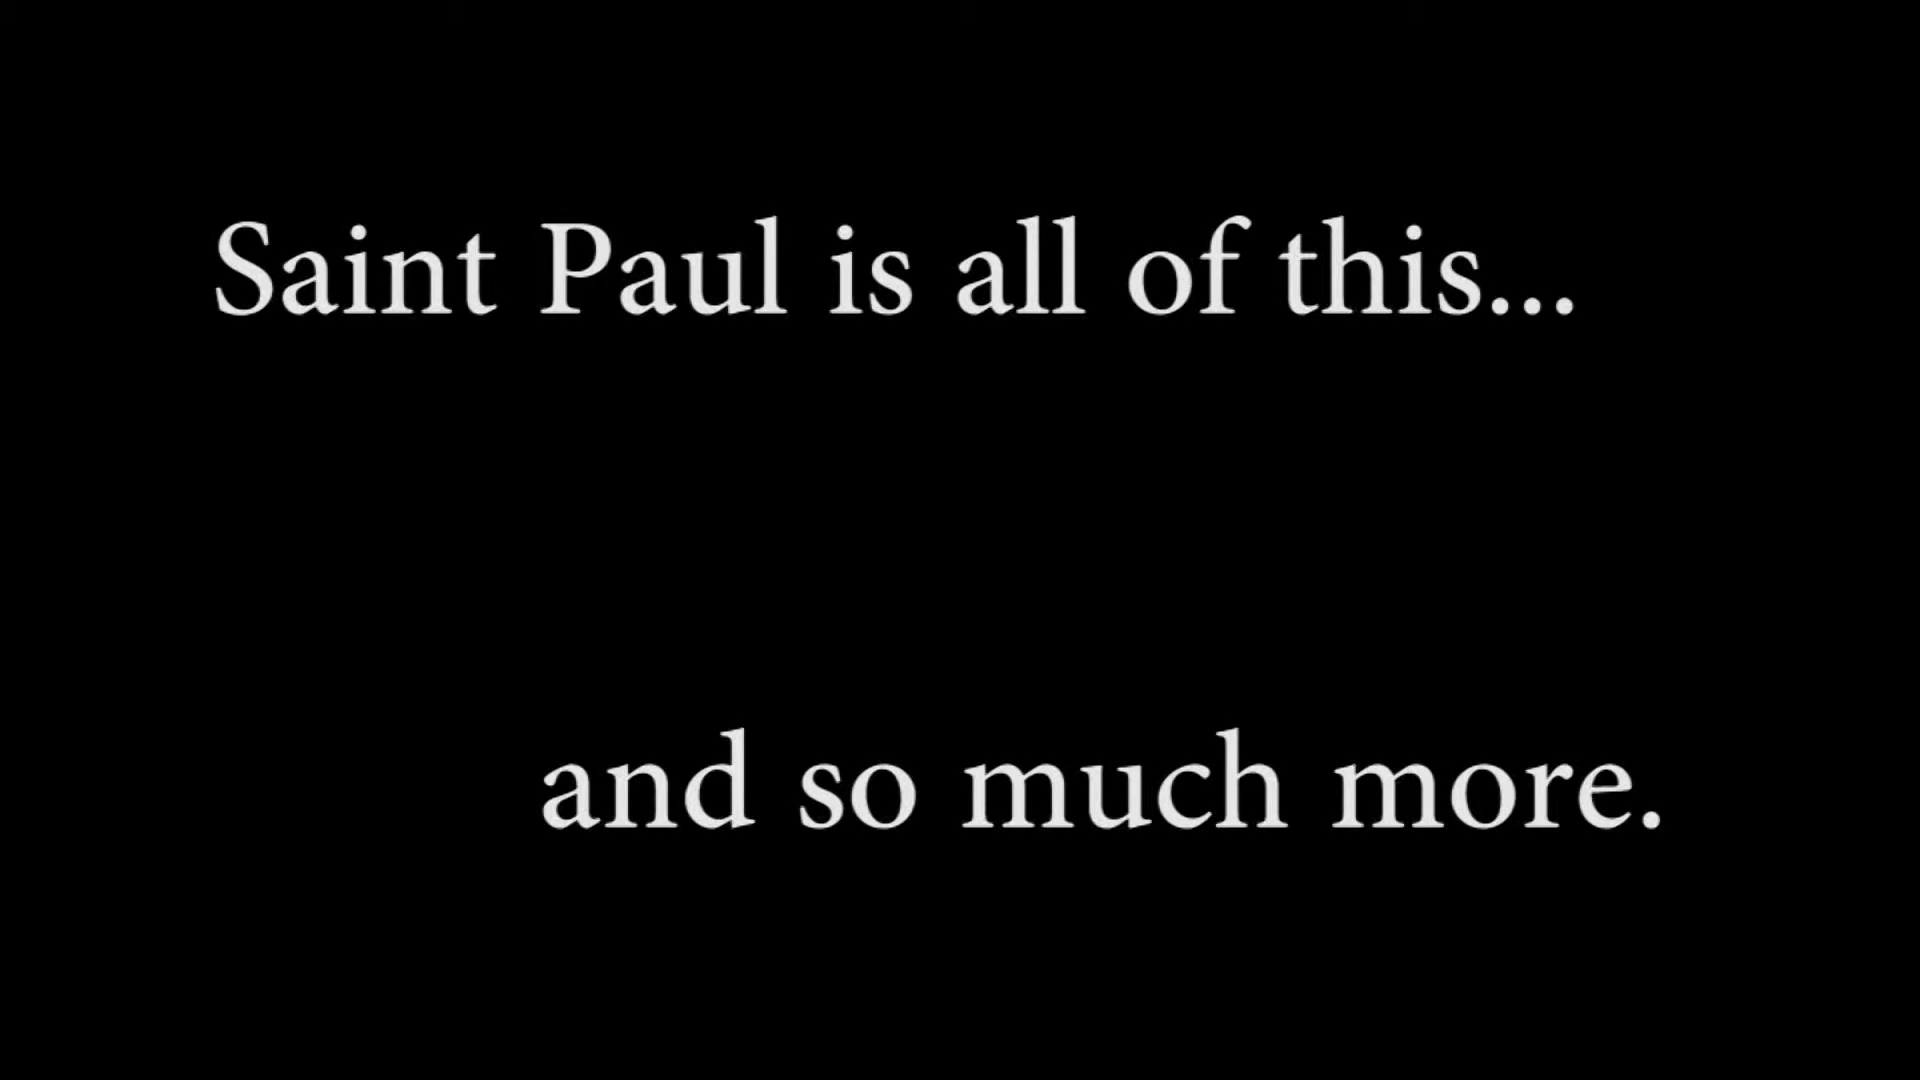 Saint Paul is all of this...
and so much more.